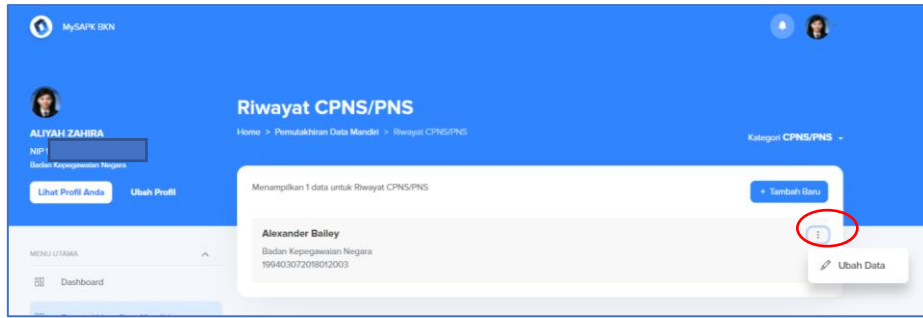 MySAPK BKN
ALIYAH ZAHIRA
NIP
Badan Kepegawaian Negara
Lihat Profil Anda
Ubah Profil
Riwayat CPNS/PNS
Home > Pemutakhiran Data Mandiri > Riwayat CPNS/PNS
Kategori CPNS/PNS
Menampilkan 1 data untuk Riwayat CPNS/PNS
+ Tambah Baru
Alexander Bailey
Badan Kepegawaian Negara
199403072018012003
Ubah Data
MENU UTAMA
Dashboard